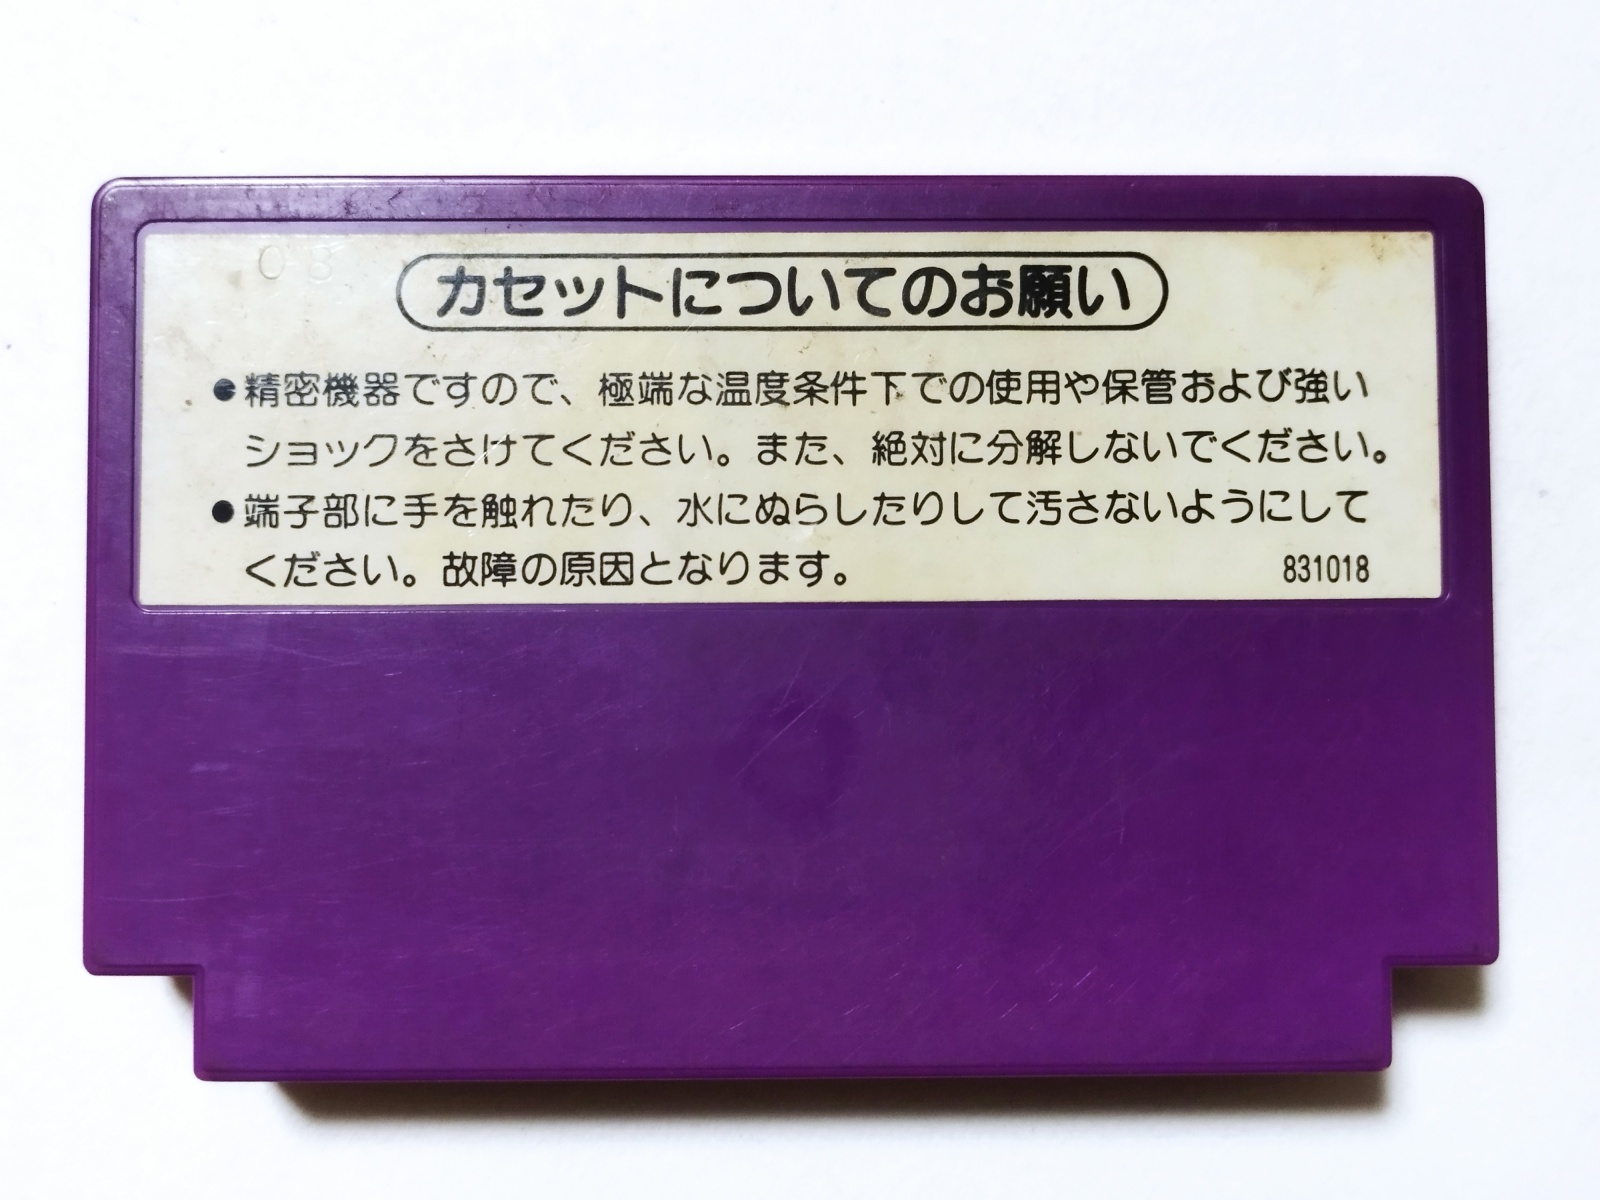 08
カセットについてのお願い
●精密機器ですので、極端な温度条件下での使用や保管および強い
ショックをさけてください。また、絶対に分解しないでください。
●端子部に手を触れたり、水にぬらしたりして汚さないようにして
ください。故障の原因となります。
831018